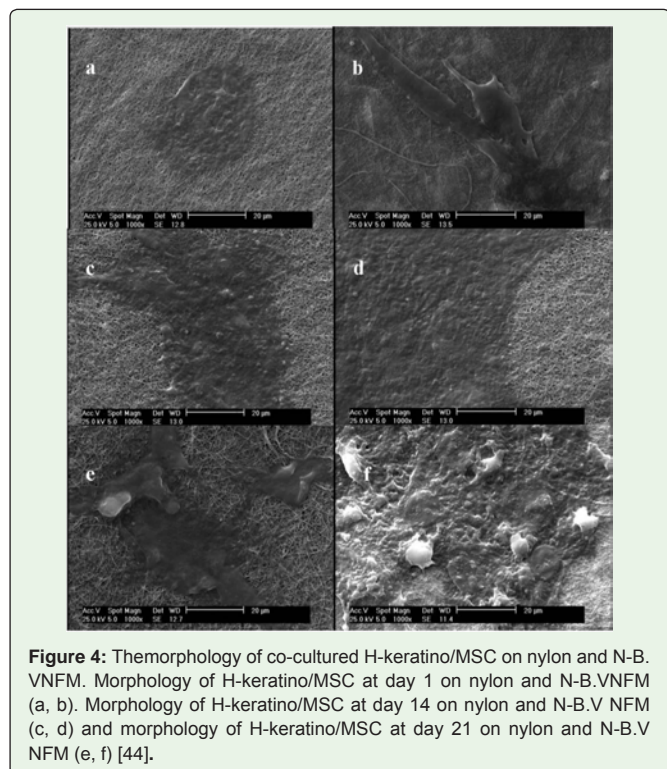 a
b
Acc.V Spot Magn Det WD 20 µm
25.0 kV 5.0 1000x SE 12.8
Acc.V Spot Magn Det WD 20 µm
25.0 kV 5.0 1000x SE 13.5
c
d
Acc.V Spot Magn Det WD 20 µm
25.0 kV 5.0 1000x SE 13.0
Acc.V Spot Magn Det WD 20 µm
25.0 kV 5.0 1000x SE 13.0
e
f
Acc.V Spot Magn Det WD 20 µm
25.0 kV 5.0 1000x SE 12.7
Acc.V Spot Magn Det WD 20 µm
25.0 kV 5.0 1000x SE 11.4
Figure 4: Themorphology of co-cultured H-keratino/MSC on nylon and N-B.
VNFM. Morphology of H-keratino/MSC at day 1 on nylon and N-B.VNFM
(a, b). Morphology of H-keratino/MSC at day 14 on nylon and N-B.V NFM
(c, d) and morphology of H-keratino/MSC at day 21 on nylon and N-B.V
NFM (e, f) [44].